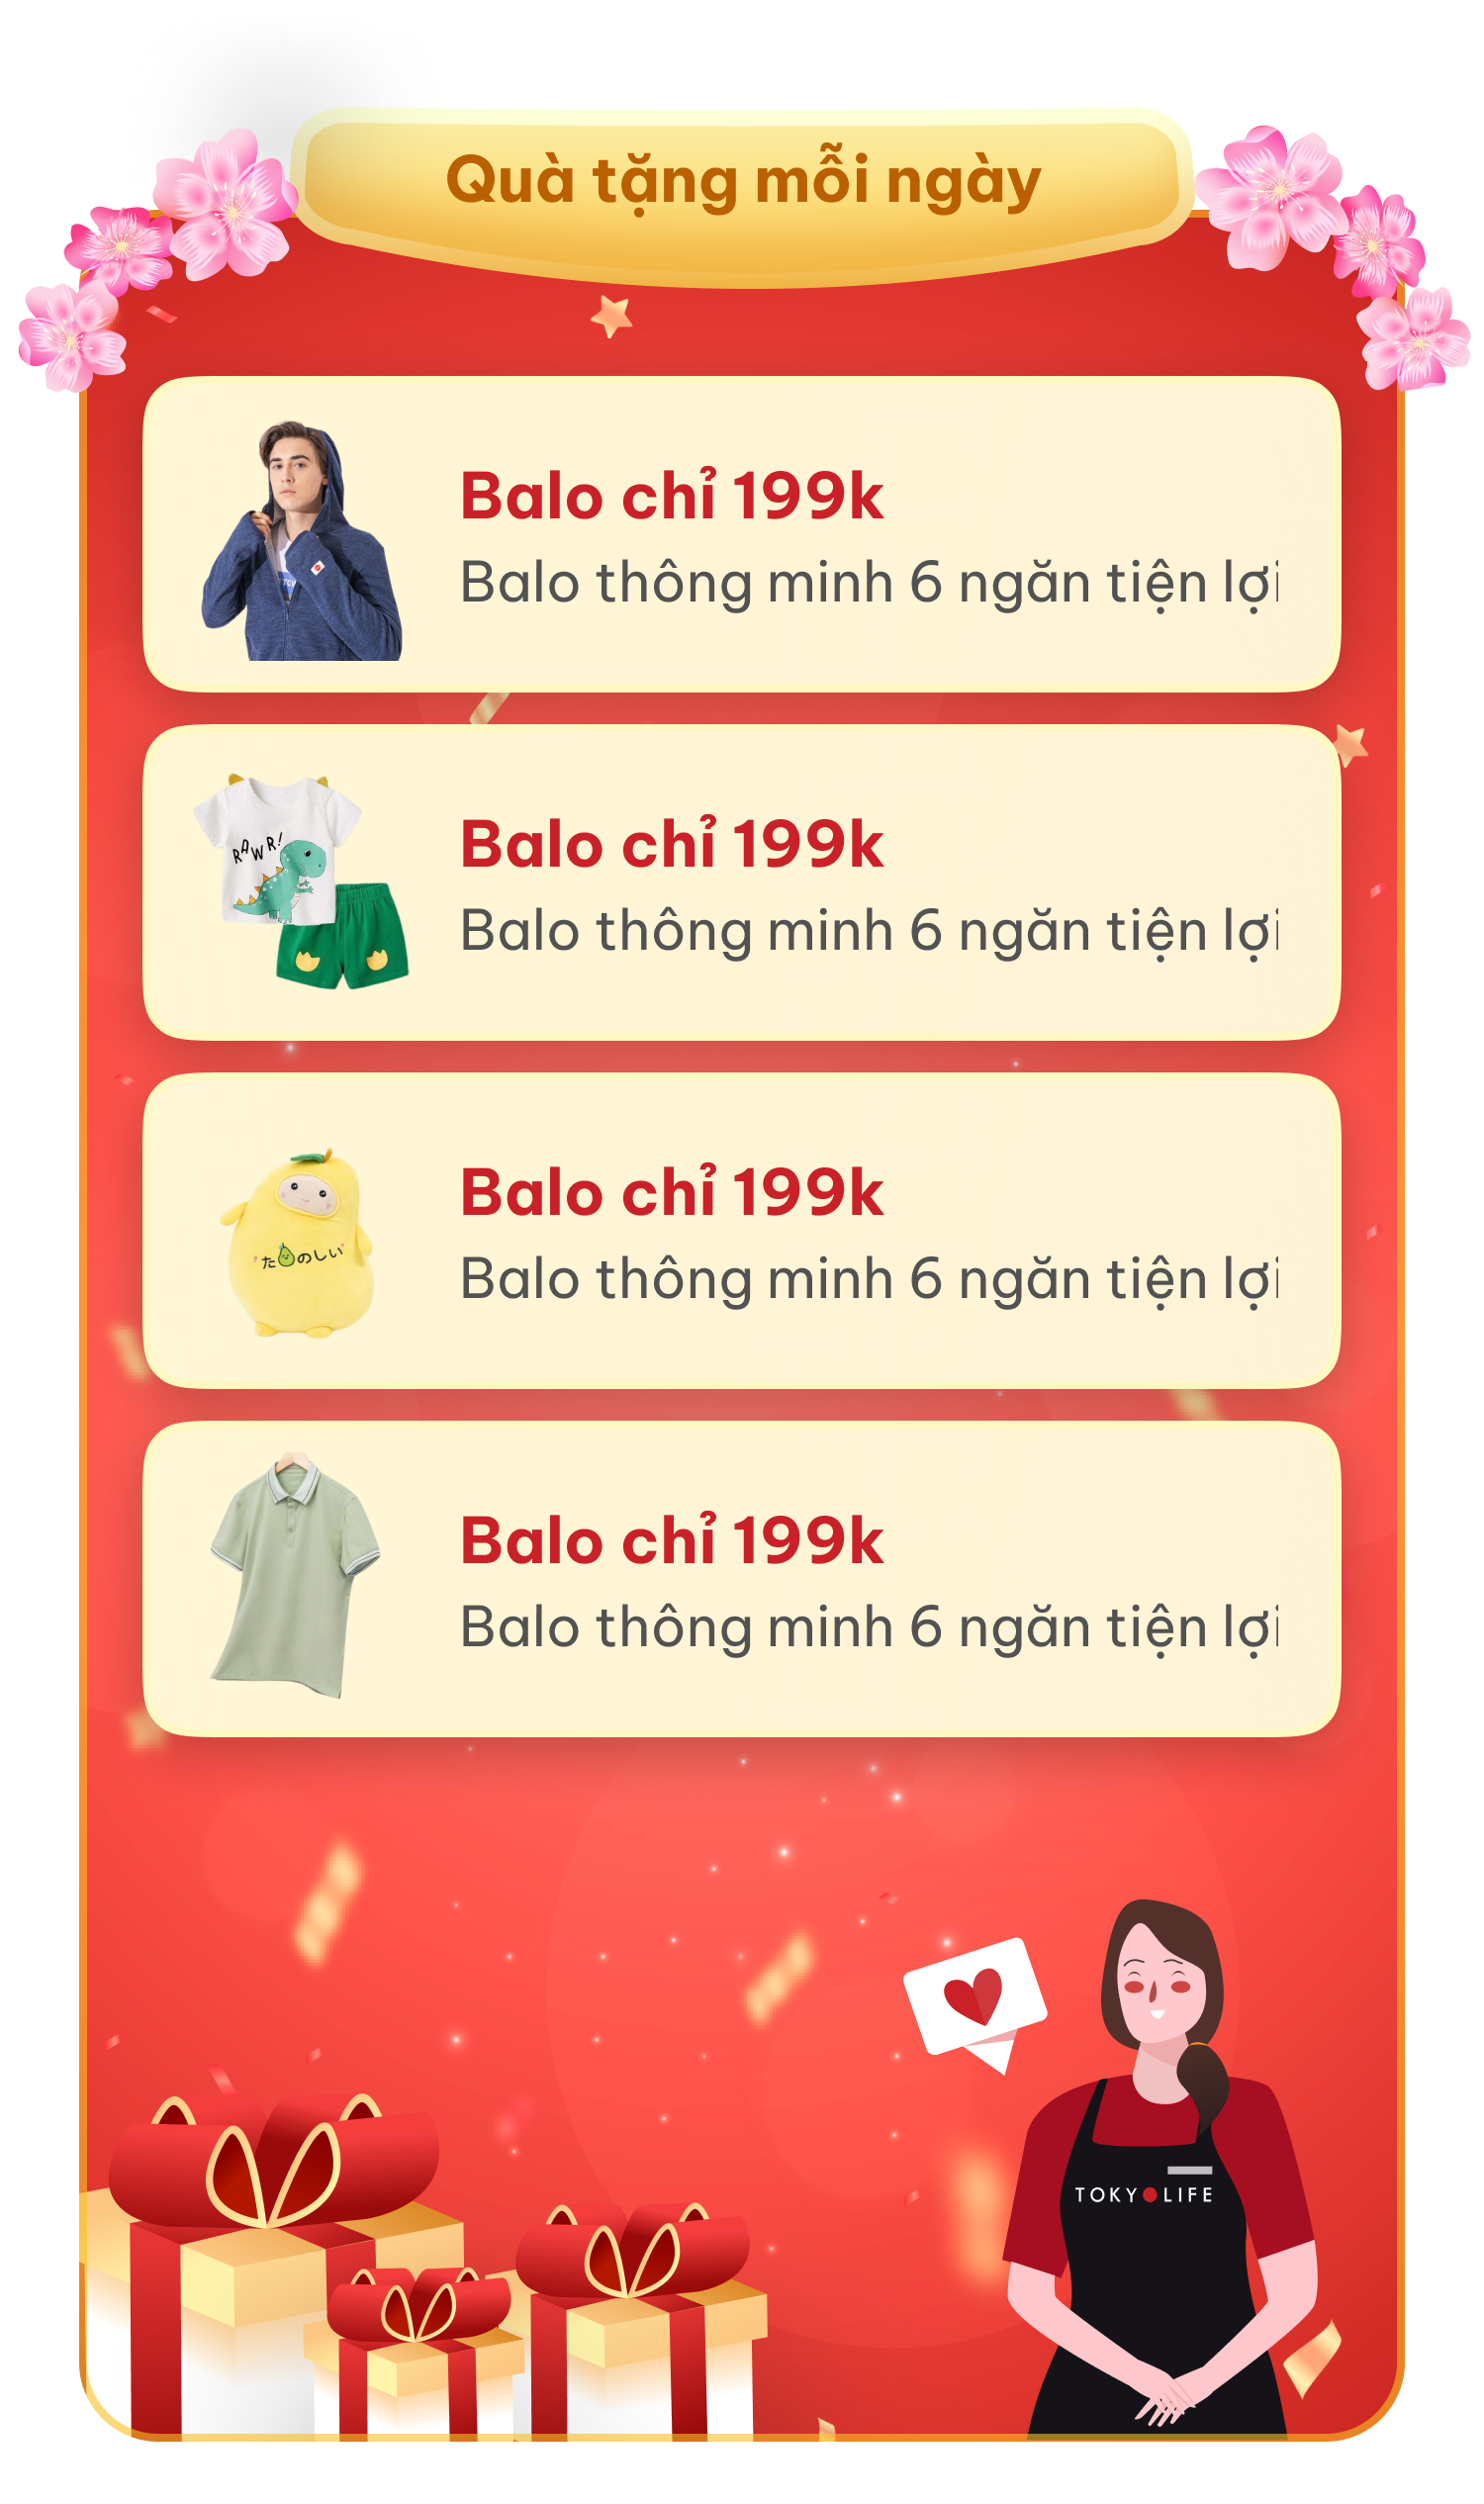 Quà tặng mỗi ngày
Balo chỉ 199k
Balo thông minh 6 ngăn tiện lợi
RAWR!
Balo chỉ 199k
Balo thông minh 6 ngăn tiện lợi
たのしい
Balo chỉ 199k
Balo thông minh 6 ngăn tiện lợi
Balo chỉ 199k
Balo thông minh 6 ngăn tiện lợi
TOKYOLIFE